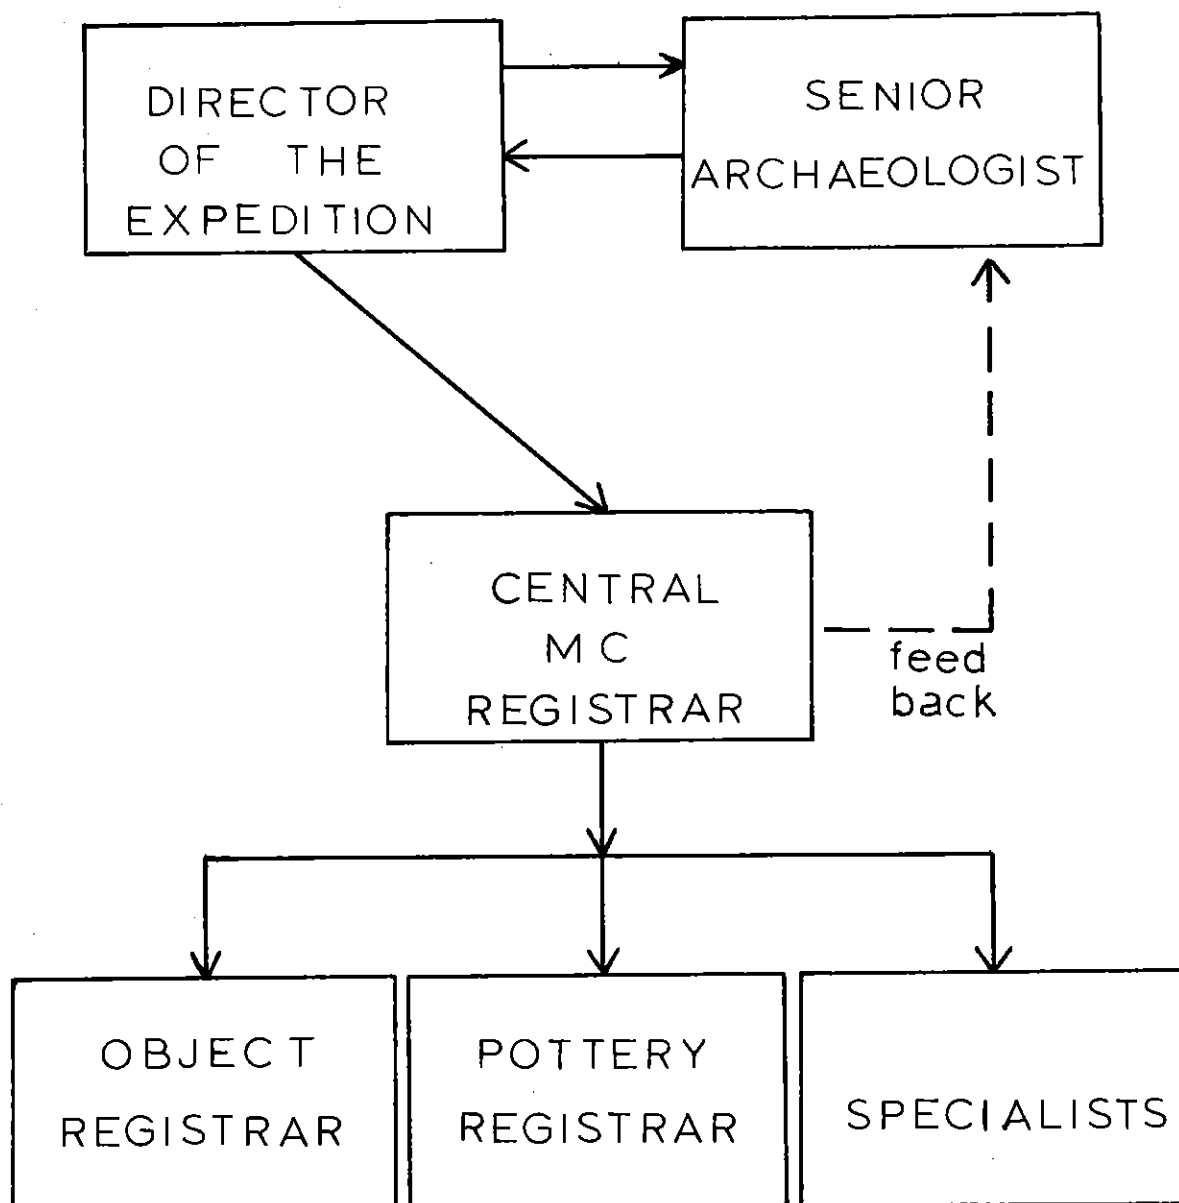 DIRECTOR
OF THE
EXPEDITION
SENIOR
ARCHAEOLOGIST
CENTRAL
MC
REGISTRAR
feed
back
OBJECT
REGISTRAR
POTTERY
REGISTRAR
SPECIALISTS